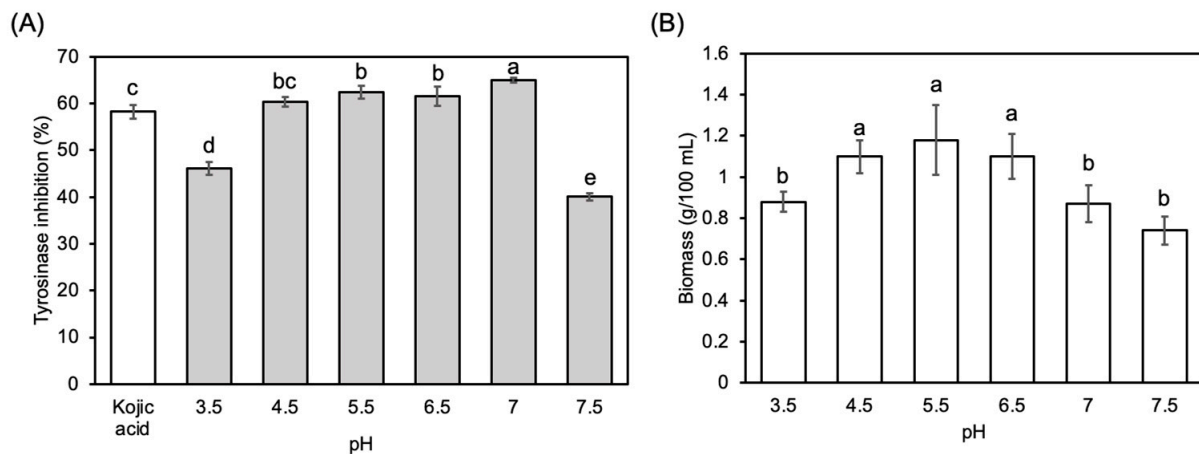 (A)
70
60
50
40
30
20
10
0
Tyrosinase inhibition (%)
c
d
bc
b
b
a
e
Kojic
acid
3.5
4.5
5.5
6.5
7
7.5
pH
(B)
1.6
1.4
1.2
1
0.8
0.6
0.4
0.2
0
Biomass (g/100 mL)
b
a
a
a
b
b
3.5
4.5
5.5
6.5
7
7.5
pH